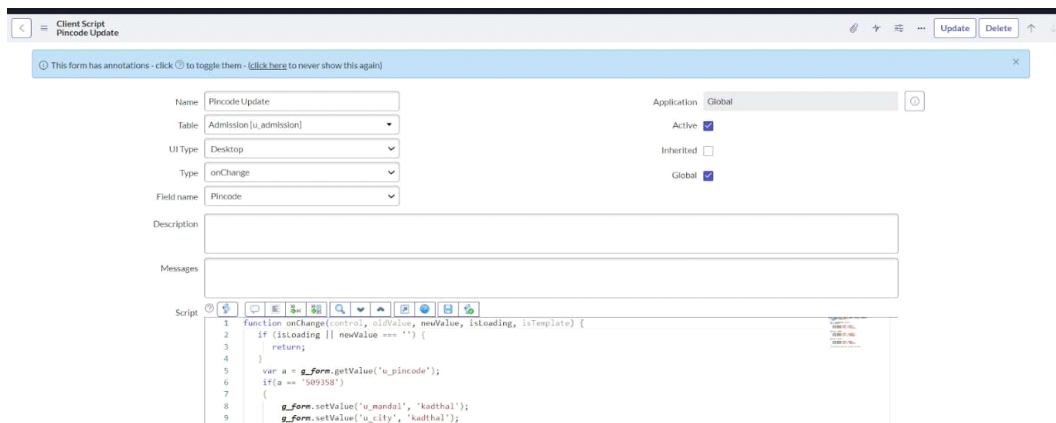 Client Script
Pincode Update
Update
Delete
This form has annotations - click ? to toggle them - (click here to never show this again)
Name Pincode Update
Application Global
Table Admission [u_admission]
Active
UI Type Desktop
Inherited
Type onChange
Global
Field name Pincode
Description
Messages
Script
1 function onChange(control, oldValue, newValue, isLoading, isTemplate) {
2 if (isLoading || newValue === '') {
3 return;
4 }
5 var a = g_form.getValue('u_pincode');
6 if(a == '509358')
7 {
8 g_form.setValue('u_mandal', 'kadthal');
9 g_form.setValue('u_city', 'kadthal');